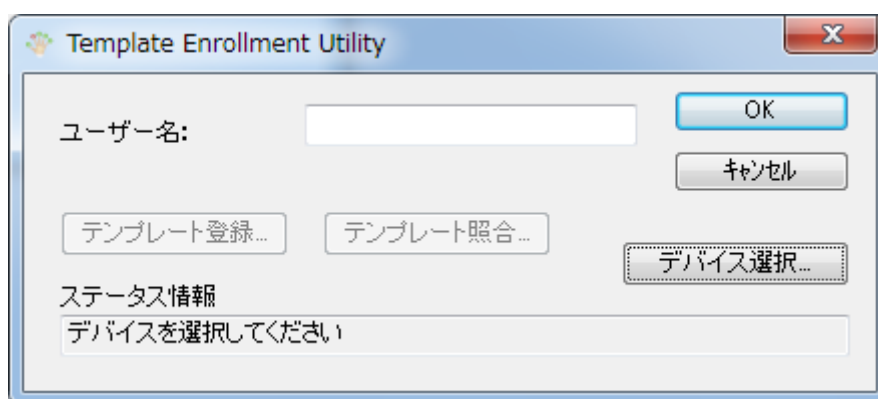 Template Enrollment Utility
ユーザー名:
OK
キャンセル
テンプレート登録...
テンプレート照合...
デバイス選択...
ステータス情報
デバイスを選択してください